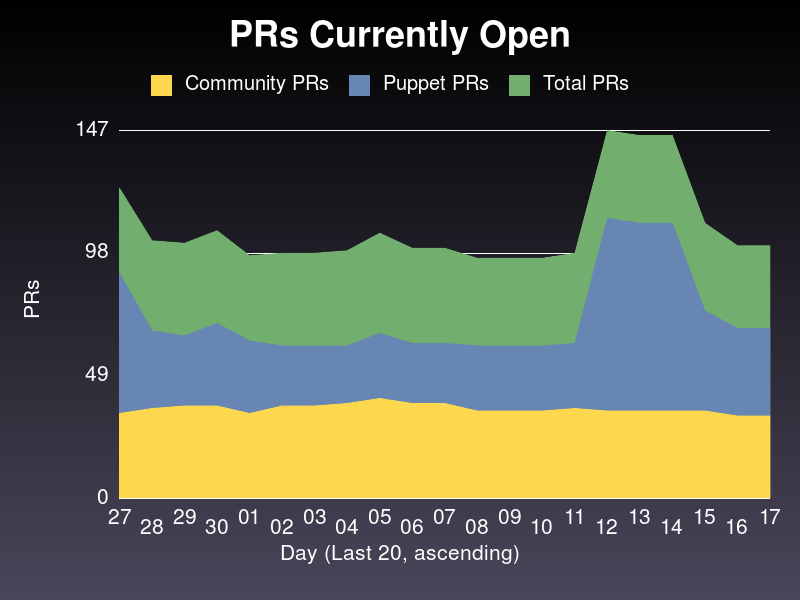 PRs Currently Open
Community PRs Puppet PRs Total PRs
147
98
PRs
49
0
27 28 29 30 01 02 03 04 05 06 07 08 09 10 11 12 13 14 15 16 17
Day (Last 20, ascending)